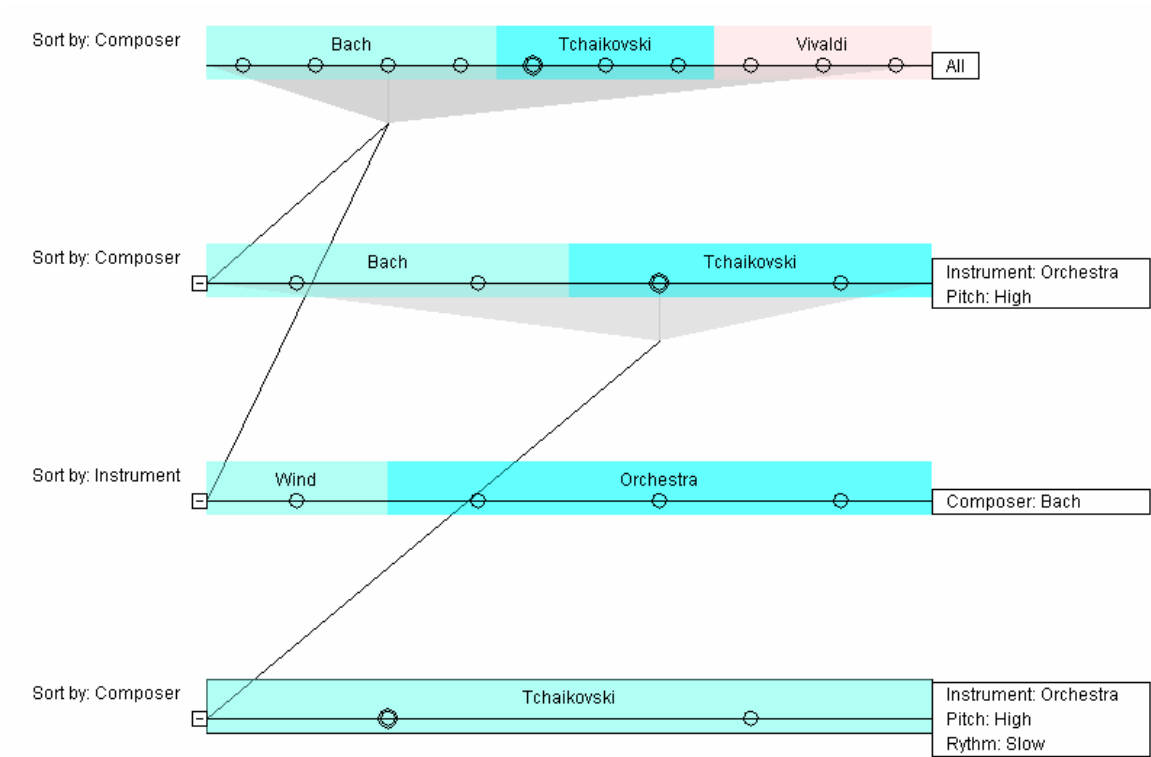 Sort by: Composer
Bach
Tchaikovski
Vivaldi
All
Sort by: Composer
Bach
Tchaikovski
Instrument: Orchestra
Pitch: High
Sort by: Instrument
Wind
Orchestra
Composer: Bach
Sort by: Composer
Tchaikovski
Instrument: Orchestra
Pitch: High
Rythm: Slow